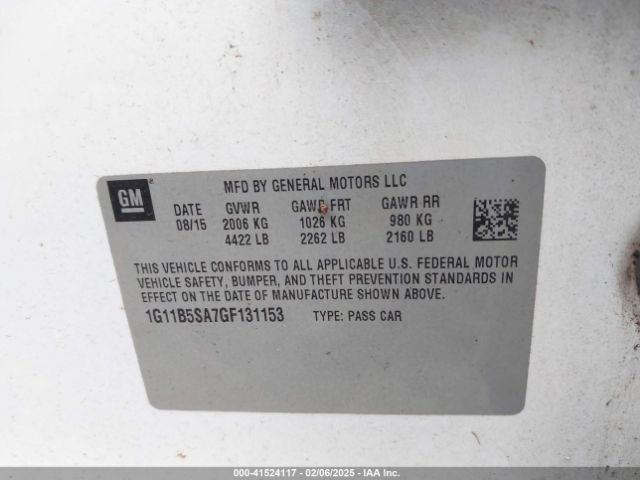 GM
MFD BY GENERAL MOTORS LLC
DATE GVWR GAWR FRT GAWR RR
08/15 2006 KG 1026 KG 980 KG
4422 LB 2262 LB 2160 LB
THIS VEHICLE CONFORMS TO ALL APPLICABLE U.S. FEDERAL MOTOR
VEHICLE SAFETY, BUMPER, AND THEFT PREVENTION STANDARDS IN
EFFECT ON THE DATE OF MANUFACTURE SHOWN ABOVE.
1G11B5SA7GF131153 TYPE: PASS CAR
000-41524117 - 02/06/2025 - IAA Inc.